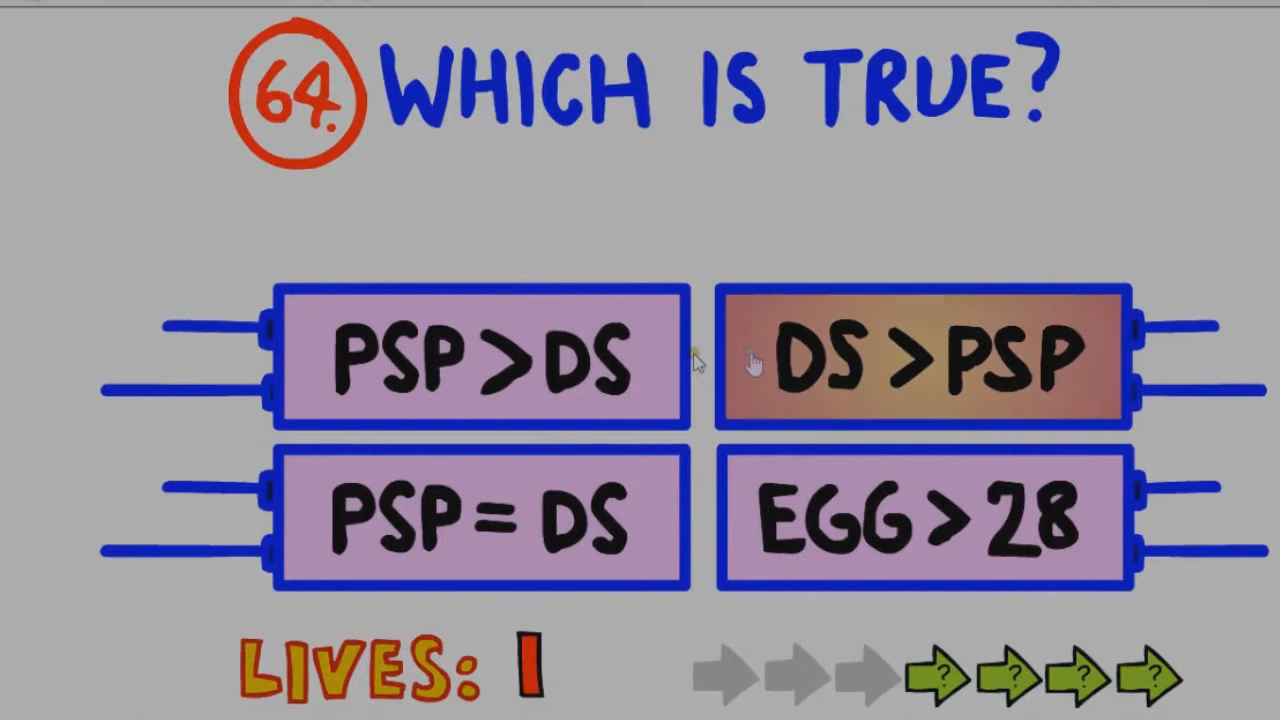 64. WHICH IS TRUE?
PSP > DS
DS > PSP
PSP = DS
EGG > 28
LIVES: 1
? ? ? ?